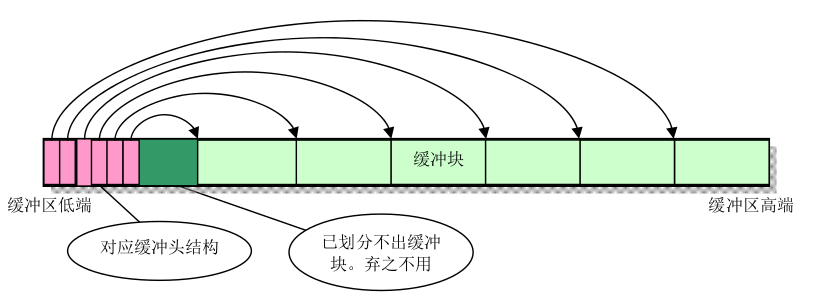 缓冲块
缓冲区低端
缓冲区高端
对应缓冲头结构
已划分不出缓冲
块。弃之不用